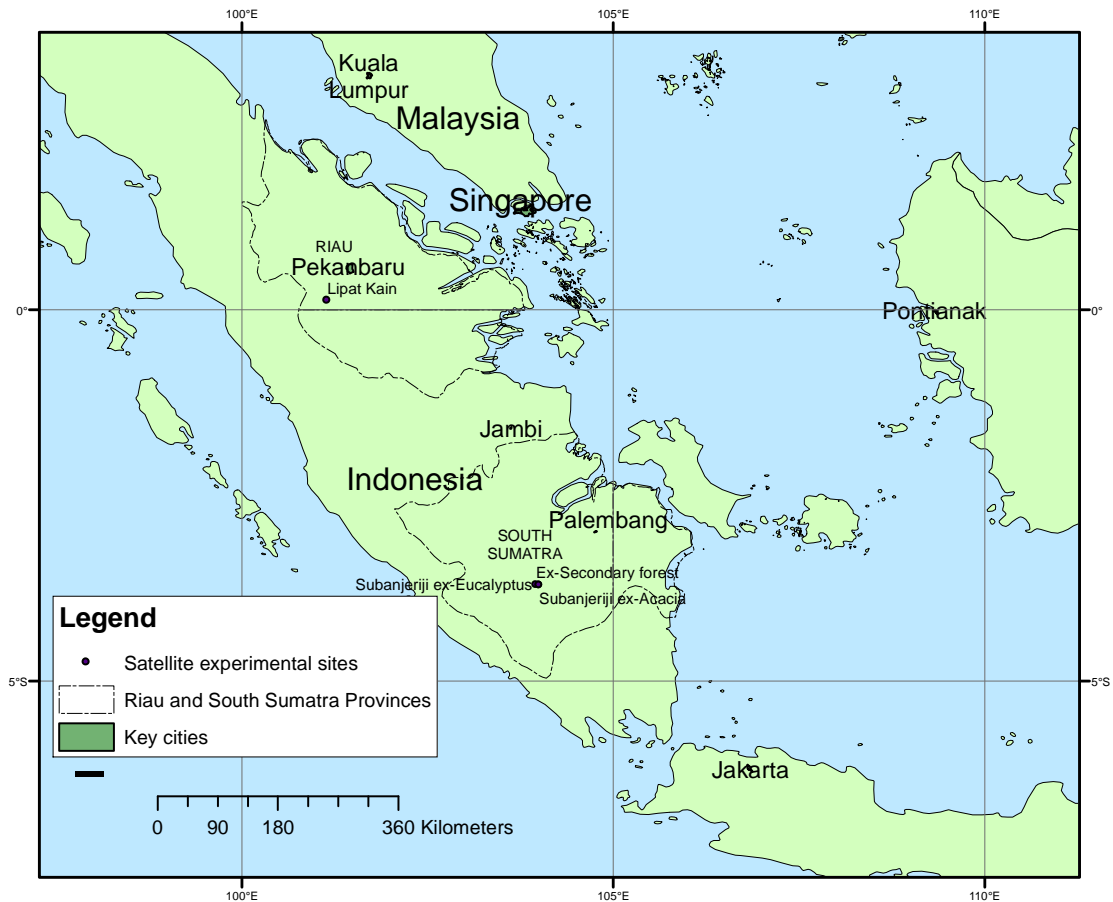 100°E
105°E
110°E
Kuala
Lumpur
Malaysia
Singapore
RIAU
Pekanbaru
Lipat Kain
0°
Pontianak
0°
Jambi
Indonesia
Palembang
SOUTH
SUMATRA
Ex-Secondary forest
Subanjeriji ex-Eucalyptus
Subanjeriji ex-Acacia
Legend
Satellite experimental sites
Riau and South Sumatra Provinces
Key cities
5°S
5°S
Jakarta
0 90 180 360 Kilometers
100°E
105°E
110°E